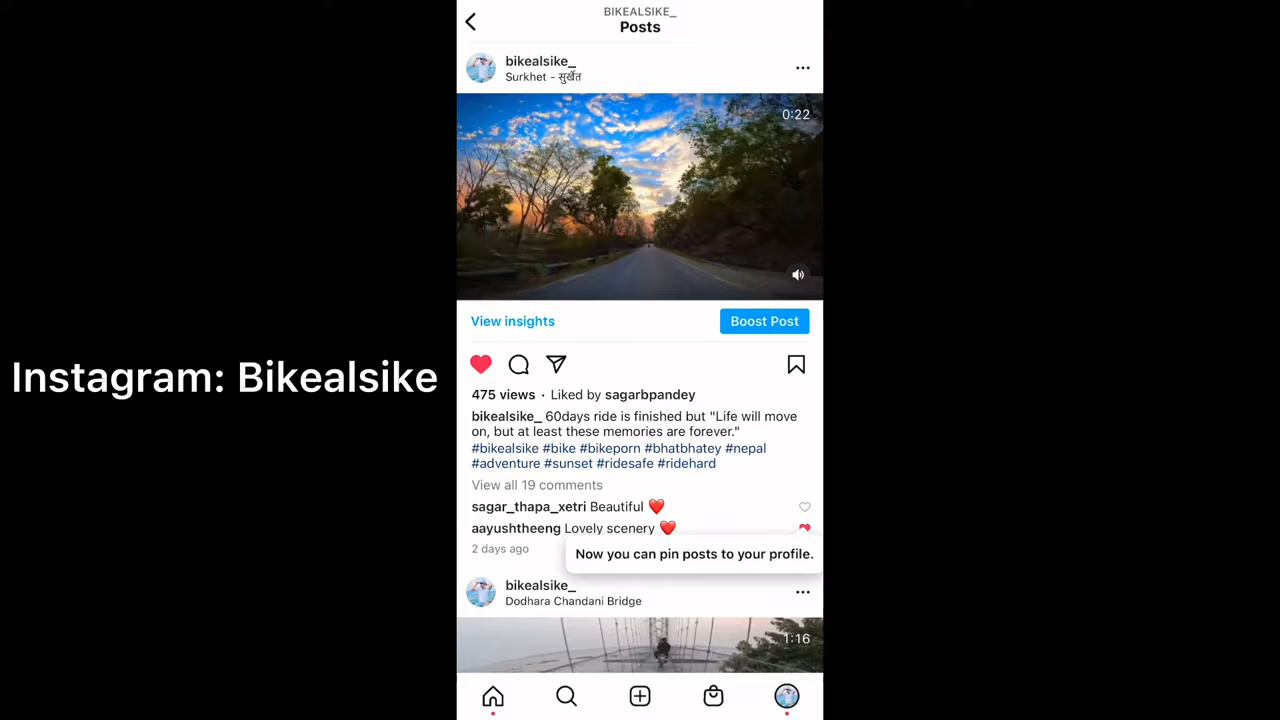 BIKEALSIKE_
Posts
bikealsike_
Surkhet - सुर्खेत
0:22
View insights
Boost Post
Instagram: Bikealsike
475 views · Liked by sagarbpandey
bikealsike_ 60days ride is finished but "Life will move
on, but at least these memories are forever."
#bikealsike #bike #bikeporn #bhatbhatey #nepal
#adventure #sunset #ridesafe #ridehard
View all 19 comments
sagar_thapa_xetri Beautiful ❤️
aayushtheeng Lovely scenery ❤️
2 days ago
Now you can pin posts to your profile.
bikealsike_
Dodhara Chandani Bridge
1:16